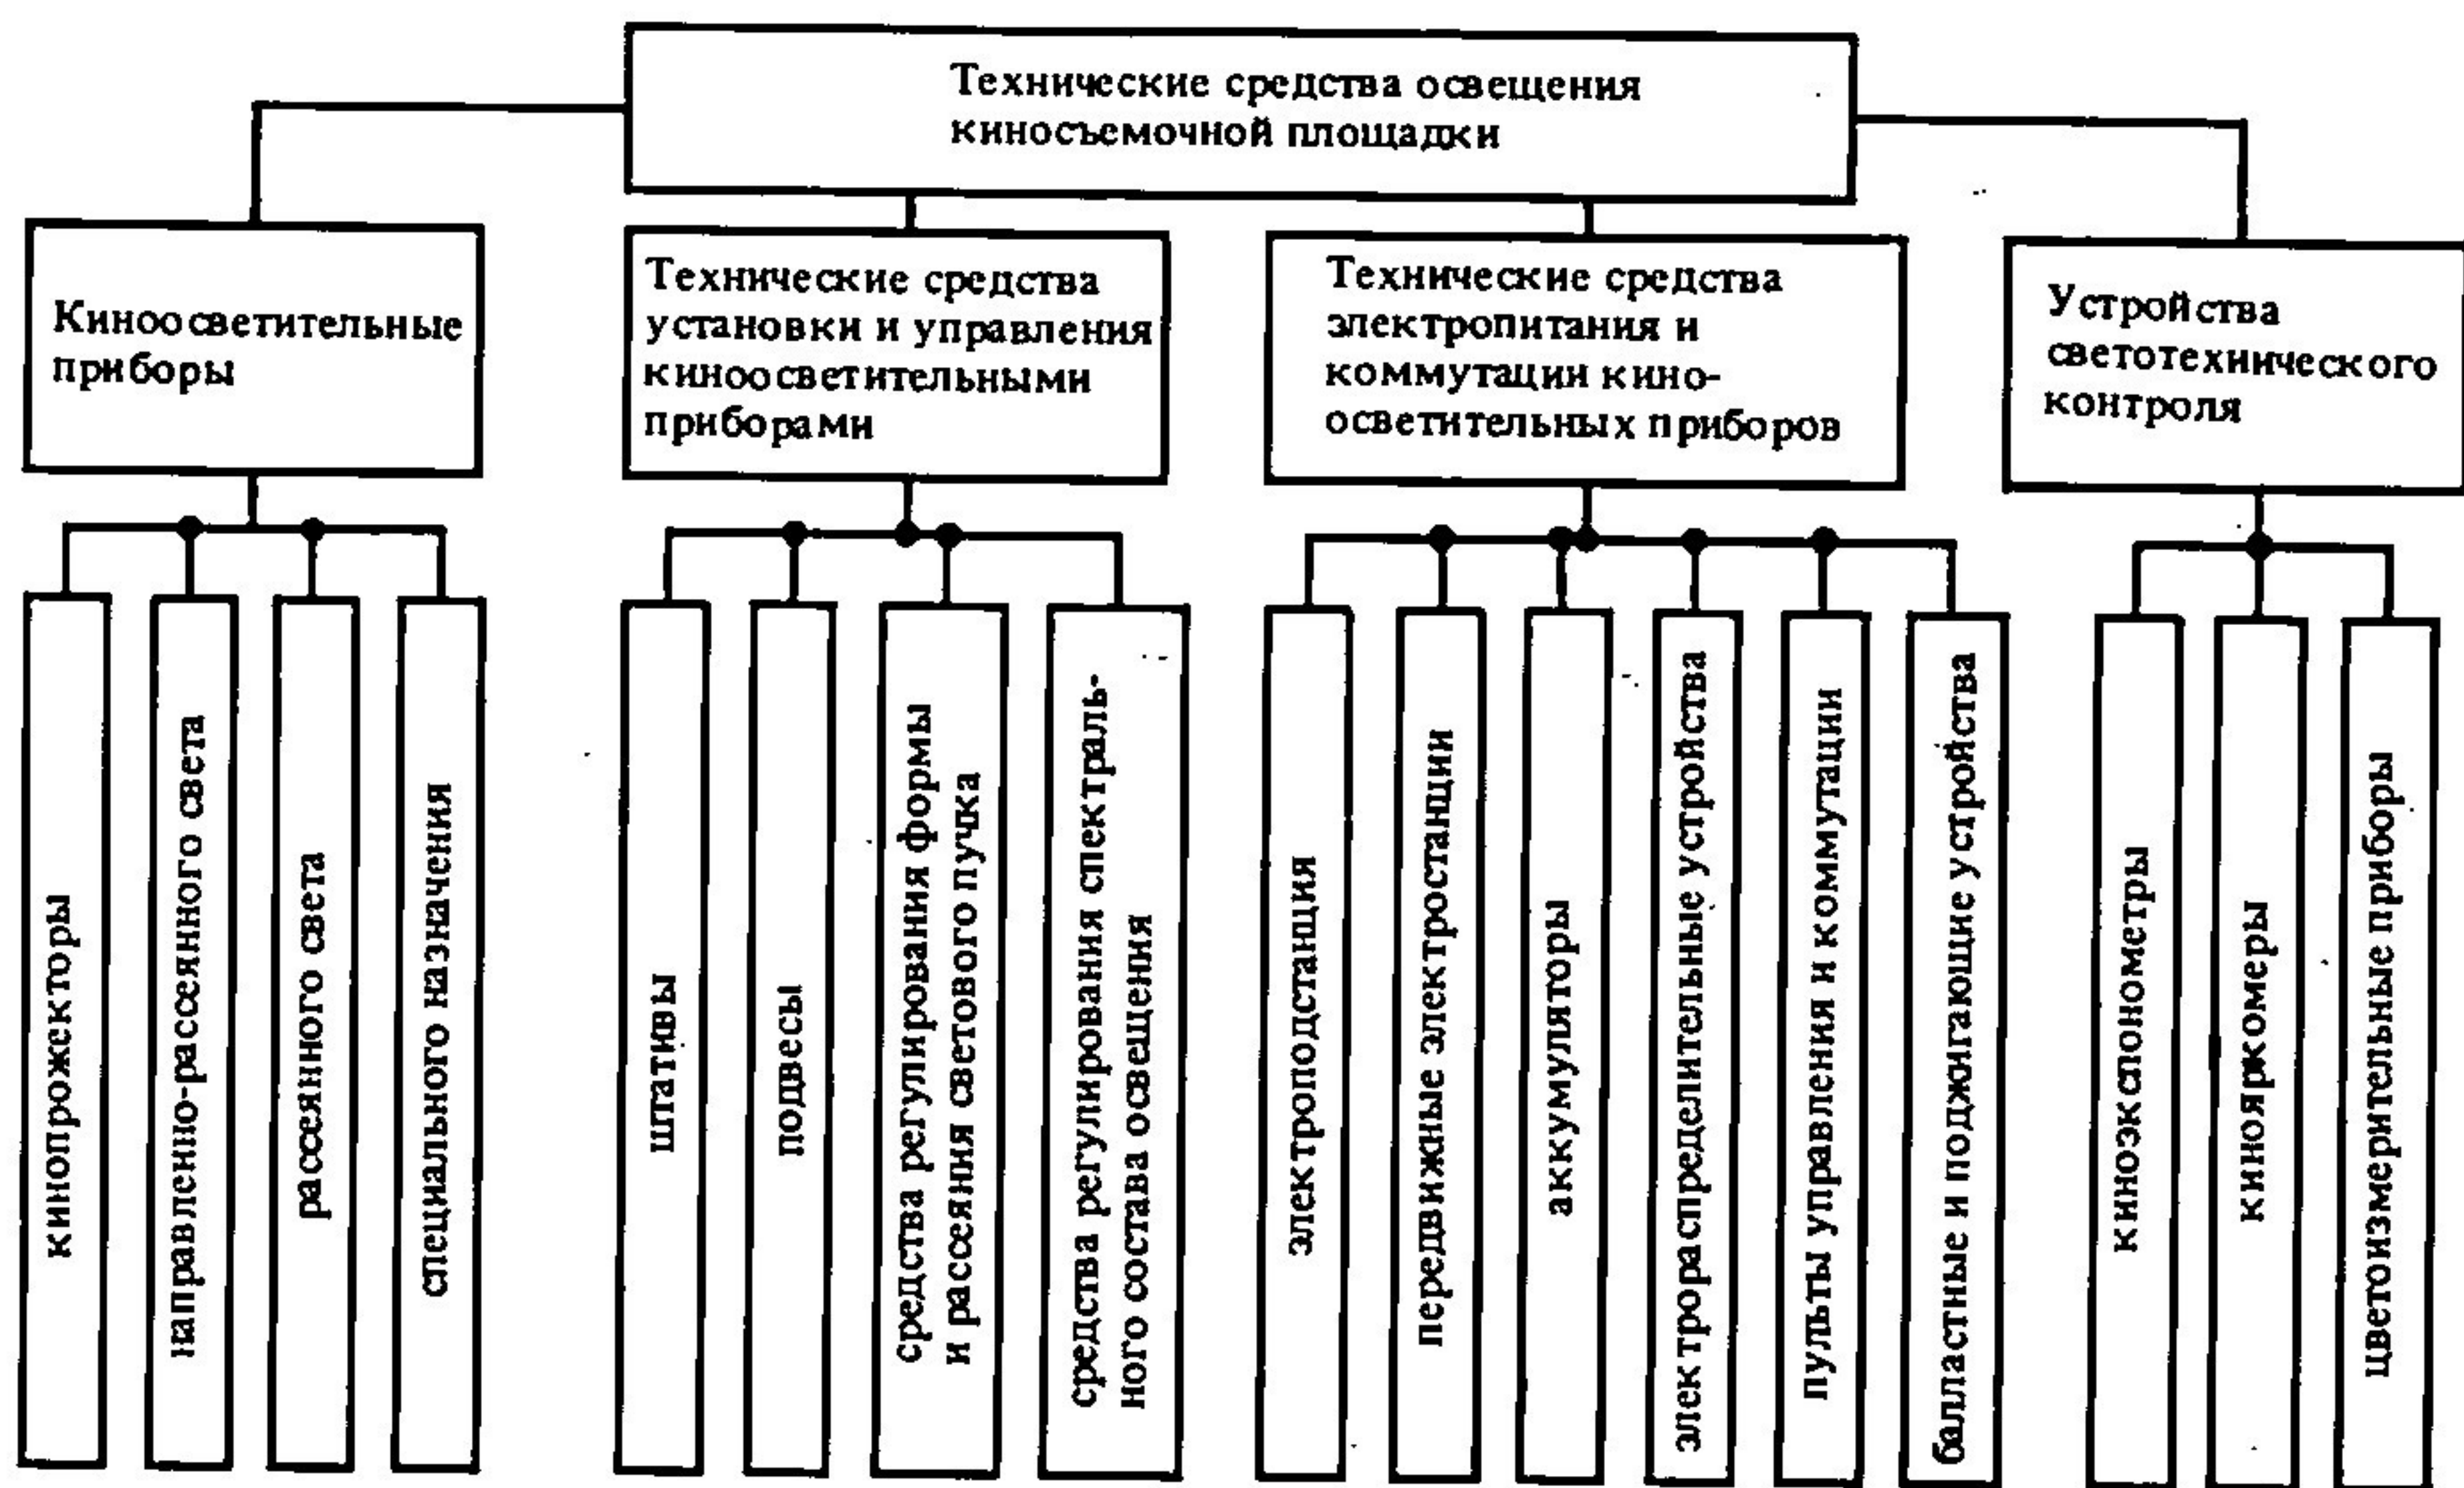 Технические средства освещения
киносъемочной площадки
Киноосветительные
приборы
Технические средства
установки и управления
киноосветительными
приборами
Технические средства
электропитания и
коммутации кино-
осветительных приборов
Устройства
светотехнического
контроля
кинопрожекторы
направленно-рассеянного света
рассеянного света
специального назначения
штативы
подвесы
средства регулирования формы
и рассеяния светового пучка
средства регулирования спектраль-
ного состава освещения
электроподстанция
передвижные электростанции
аккумуляторы
электрораспределительные устройства
пульты управления и коммутации
балластные и поджигающие устройства
киноэкспонометры
кинояркомеры
цветоизмерительные приборы